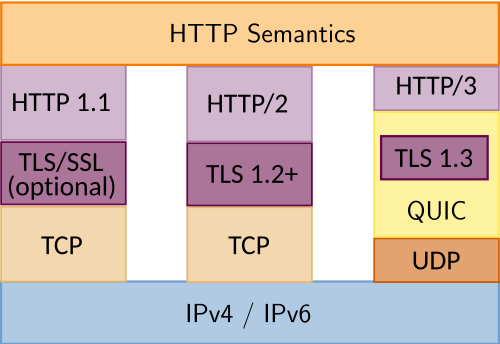 HTTP Semantics
HTTP 1.1
TLS/SSL
(optional)
TCP
HTTP/2
TLS 1.2+
TCP
HTTP/3
TLS 1.3
QUIC
UDP
IPv4 / IPv6